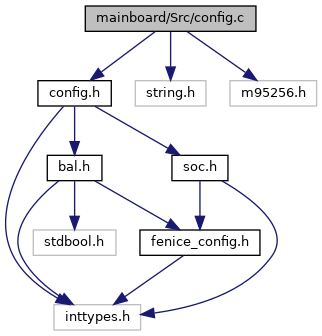 mainboard/Src/config.c
config.h
string.h
m95256.h
bal.h
soc.h
stdbool.h
fenice_config.h
inttypes.h